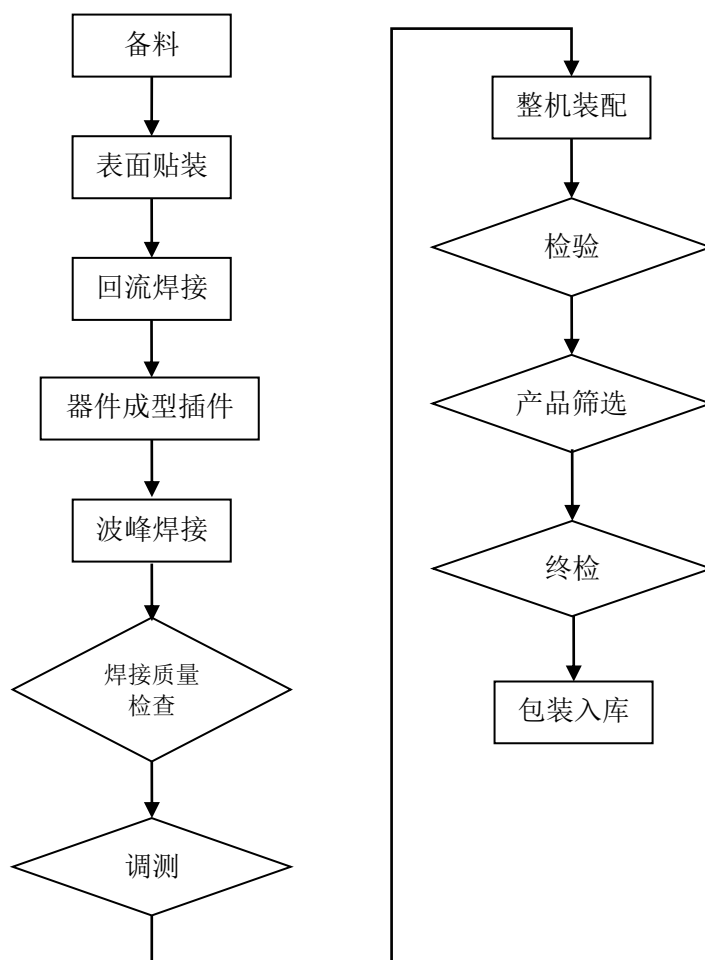 备料
表面贴装
回流焊接
器件成型插件
波峰焊接
焊接质量
检查
调测
整机装配
检验
产品筛选
终检
包装入库